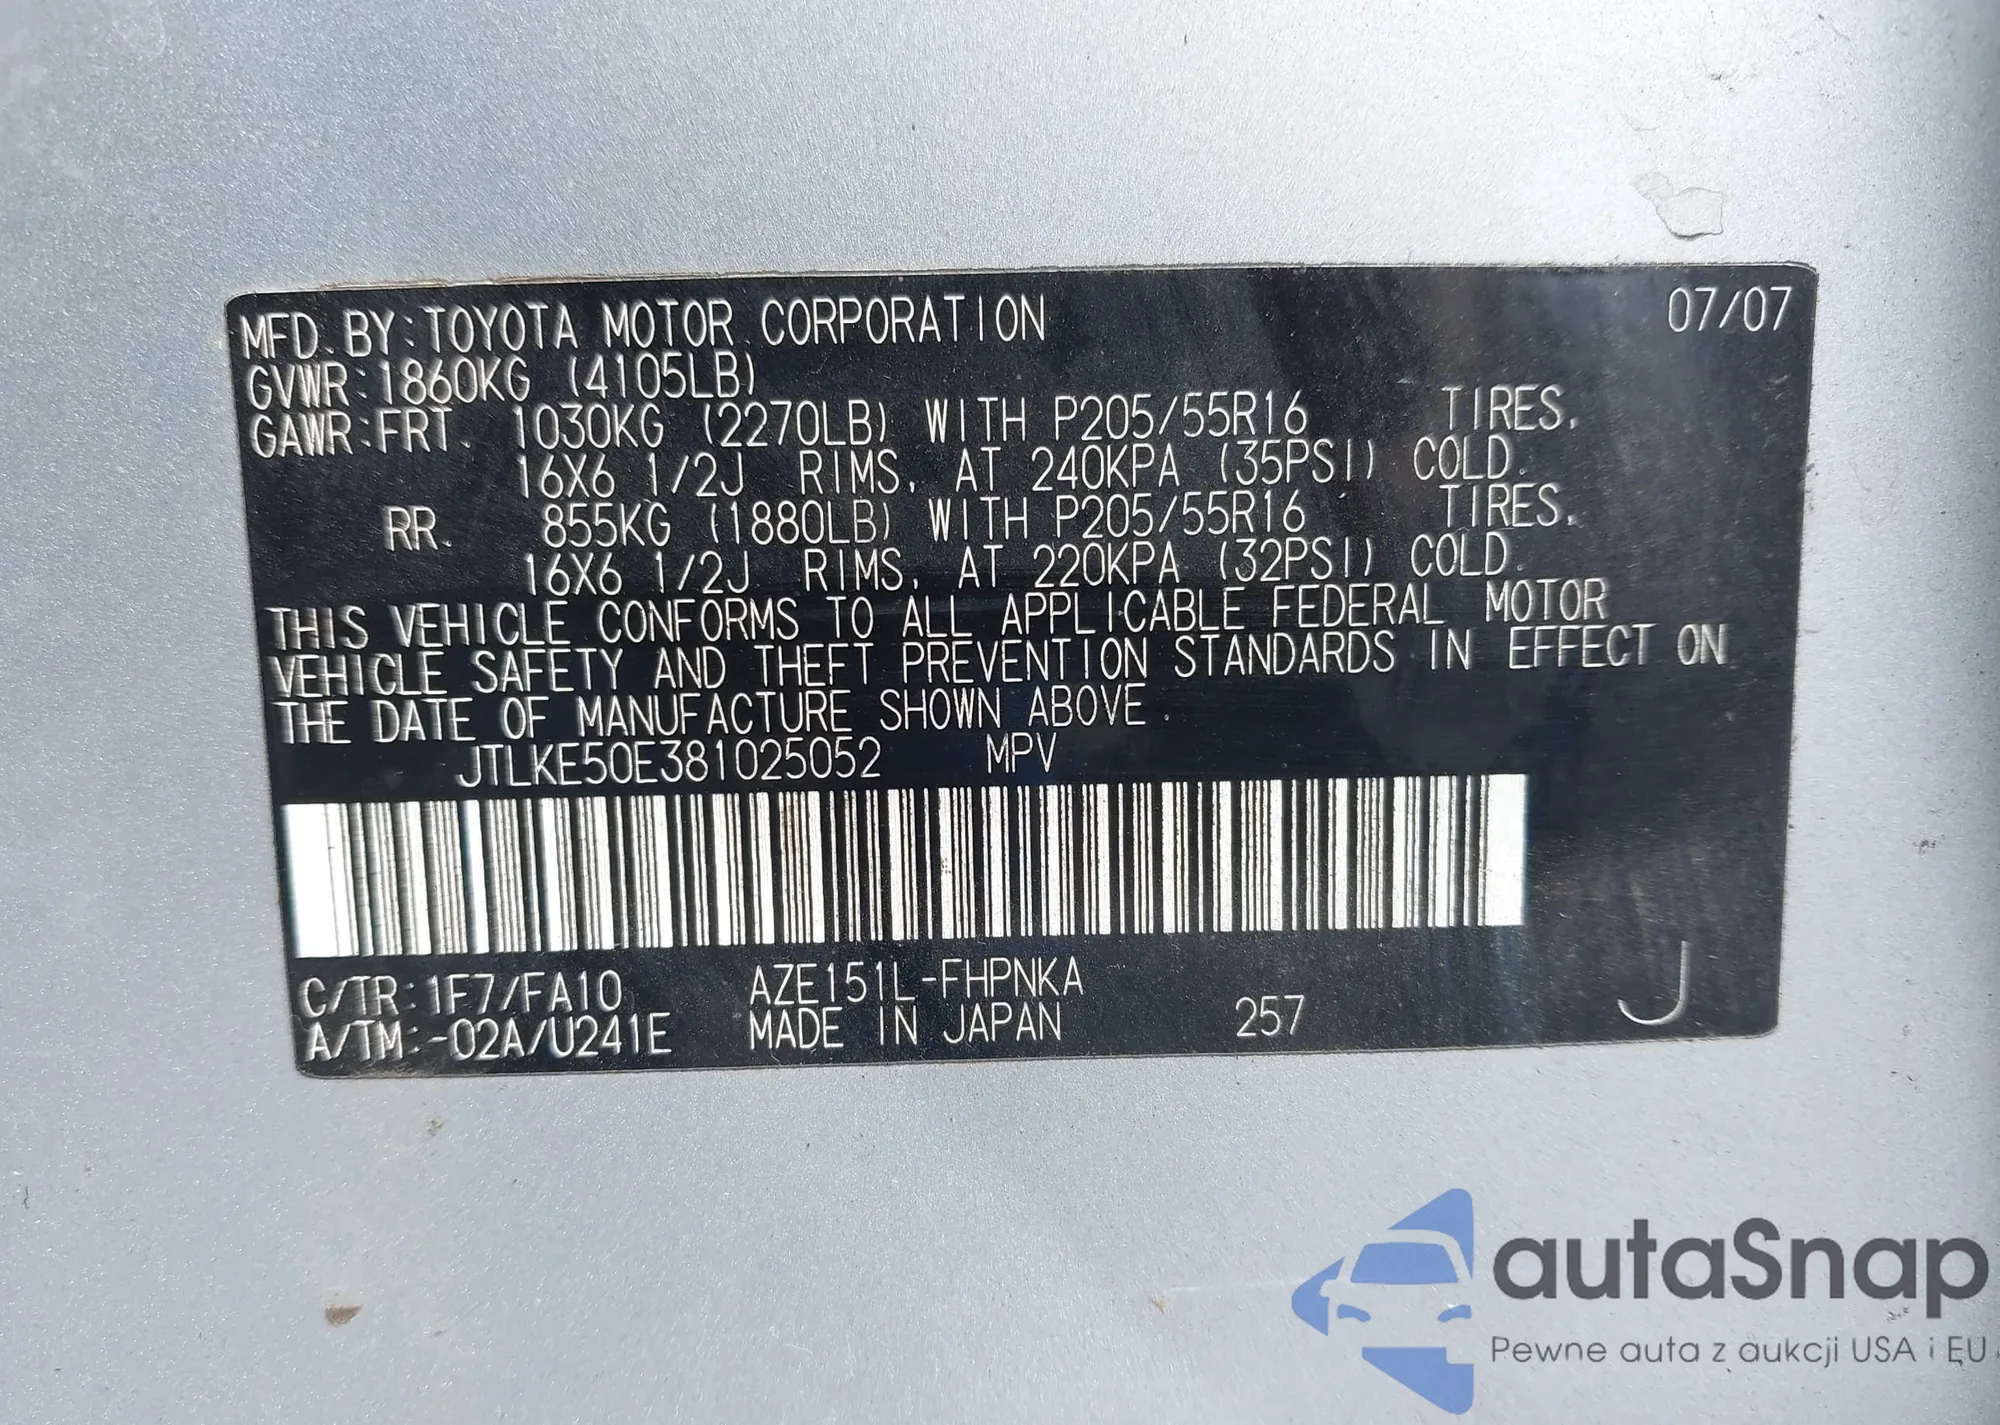 MFD. BY:TOYOTA MOTOR CORPORATION 07/07
GVWR:1860KG (4105LB)
GAWR:FRT. 1030KG (2270LB) WITH P205/55R16 TIRES,
16X6 1/2J RIMS, AT 240KPA (35PSI) COLD.
RR. 855KG (1880LB) WITH P205/55R16 TIRES,
16X6 1/2J RIMS, AT 220KPA (32PSI) COLD.
THIS VEHICLE CONFORMS TO ALL APPLICABLE FEDERAL MOTOR
VEHICLE SAFETY AND THEFT PREVENTION STANDARDS IN EFFECT ON
THE DATE OF MANUFACTURE SHOWN ABOVE.
JTLKE50E381025052 MPV
C/TR:1F7/FA10 AZE151L-FHPNKA
A/TM:-02A/U241E MADE IN JAPAN 257 J
autaSnap
Pewne auta z aukcji USA i EU